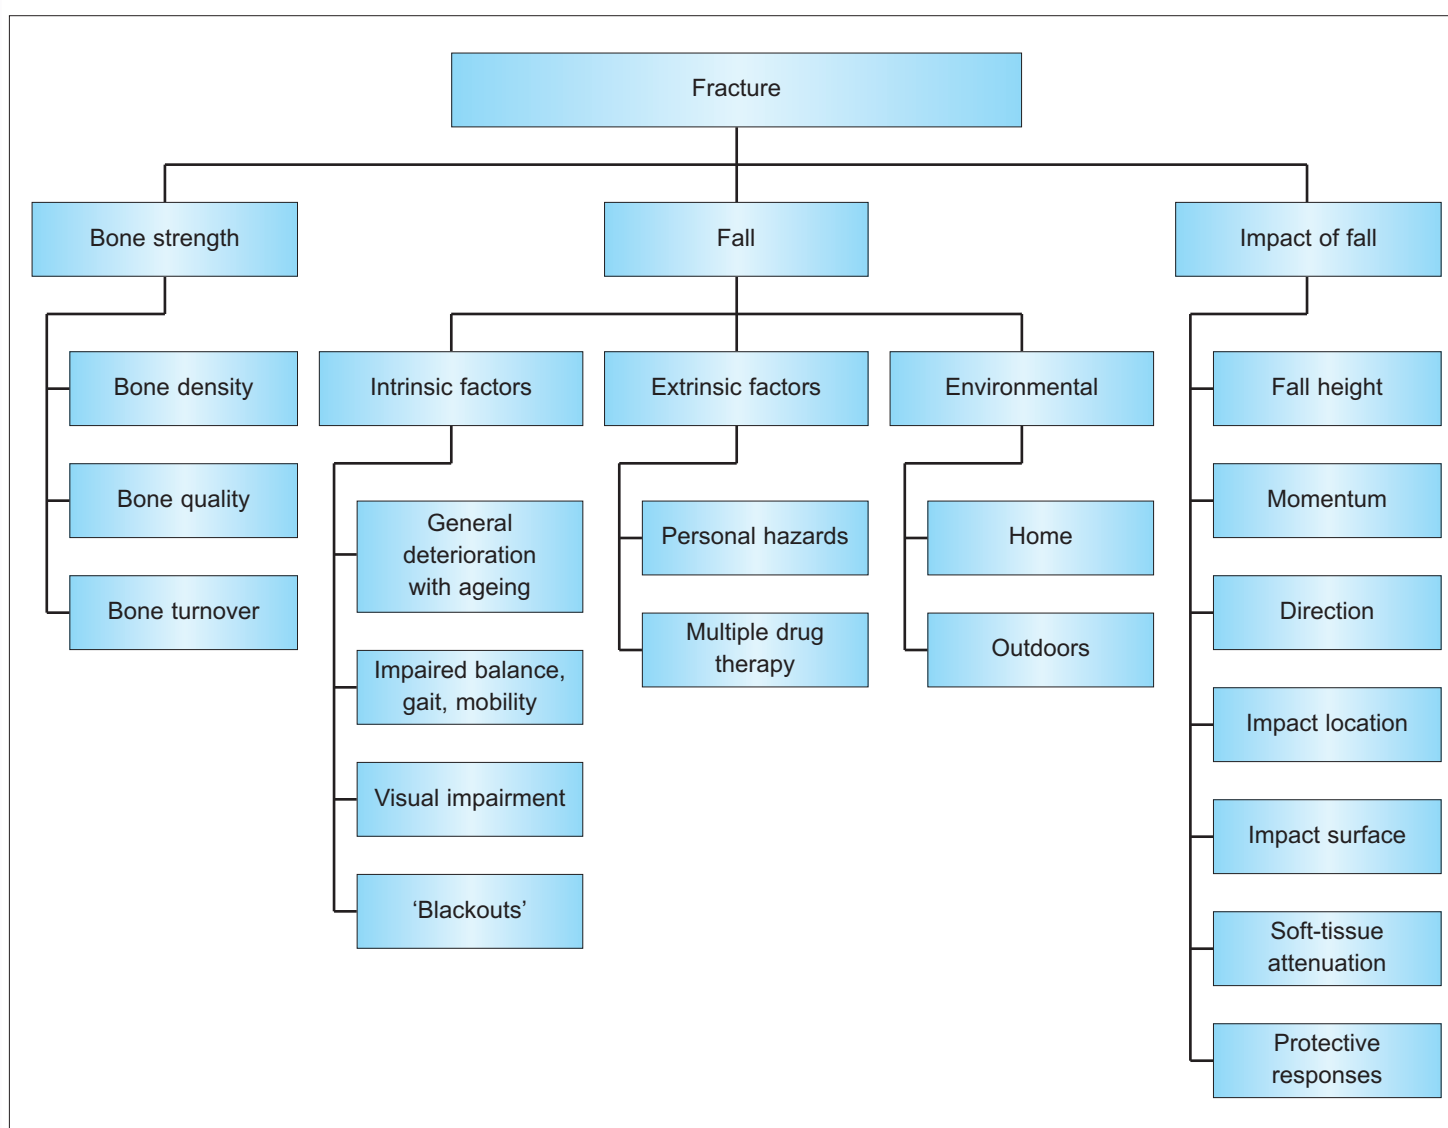 Fracture
Bone strength
Fall
Impact of fall
Bone density
Bone quality
Bone turnover
Intrinsic factors
Extrinsic factors
Environmental
General
deterioration
with ageing
Impaired balance,
gait, mobility
Visual impairment
‘Blackouts’
Personal hazards
Multiple drug
therapy
Home
Outdoors
Fall height
Momentum
Direction
Impact location
Impact surface
Soft-tissue
attenuation
Protective
responses